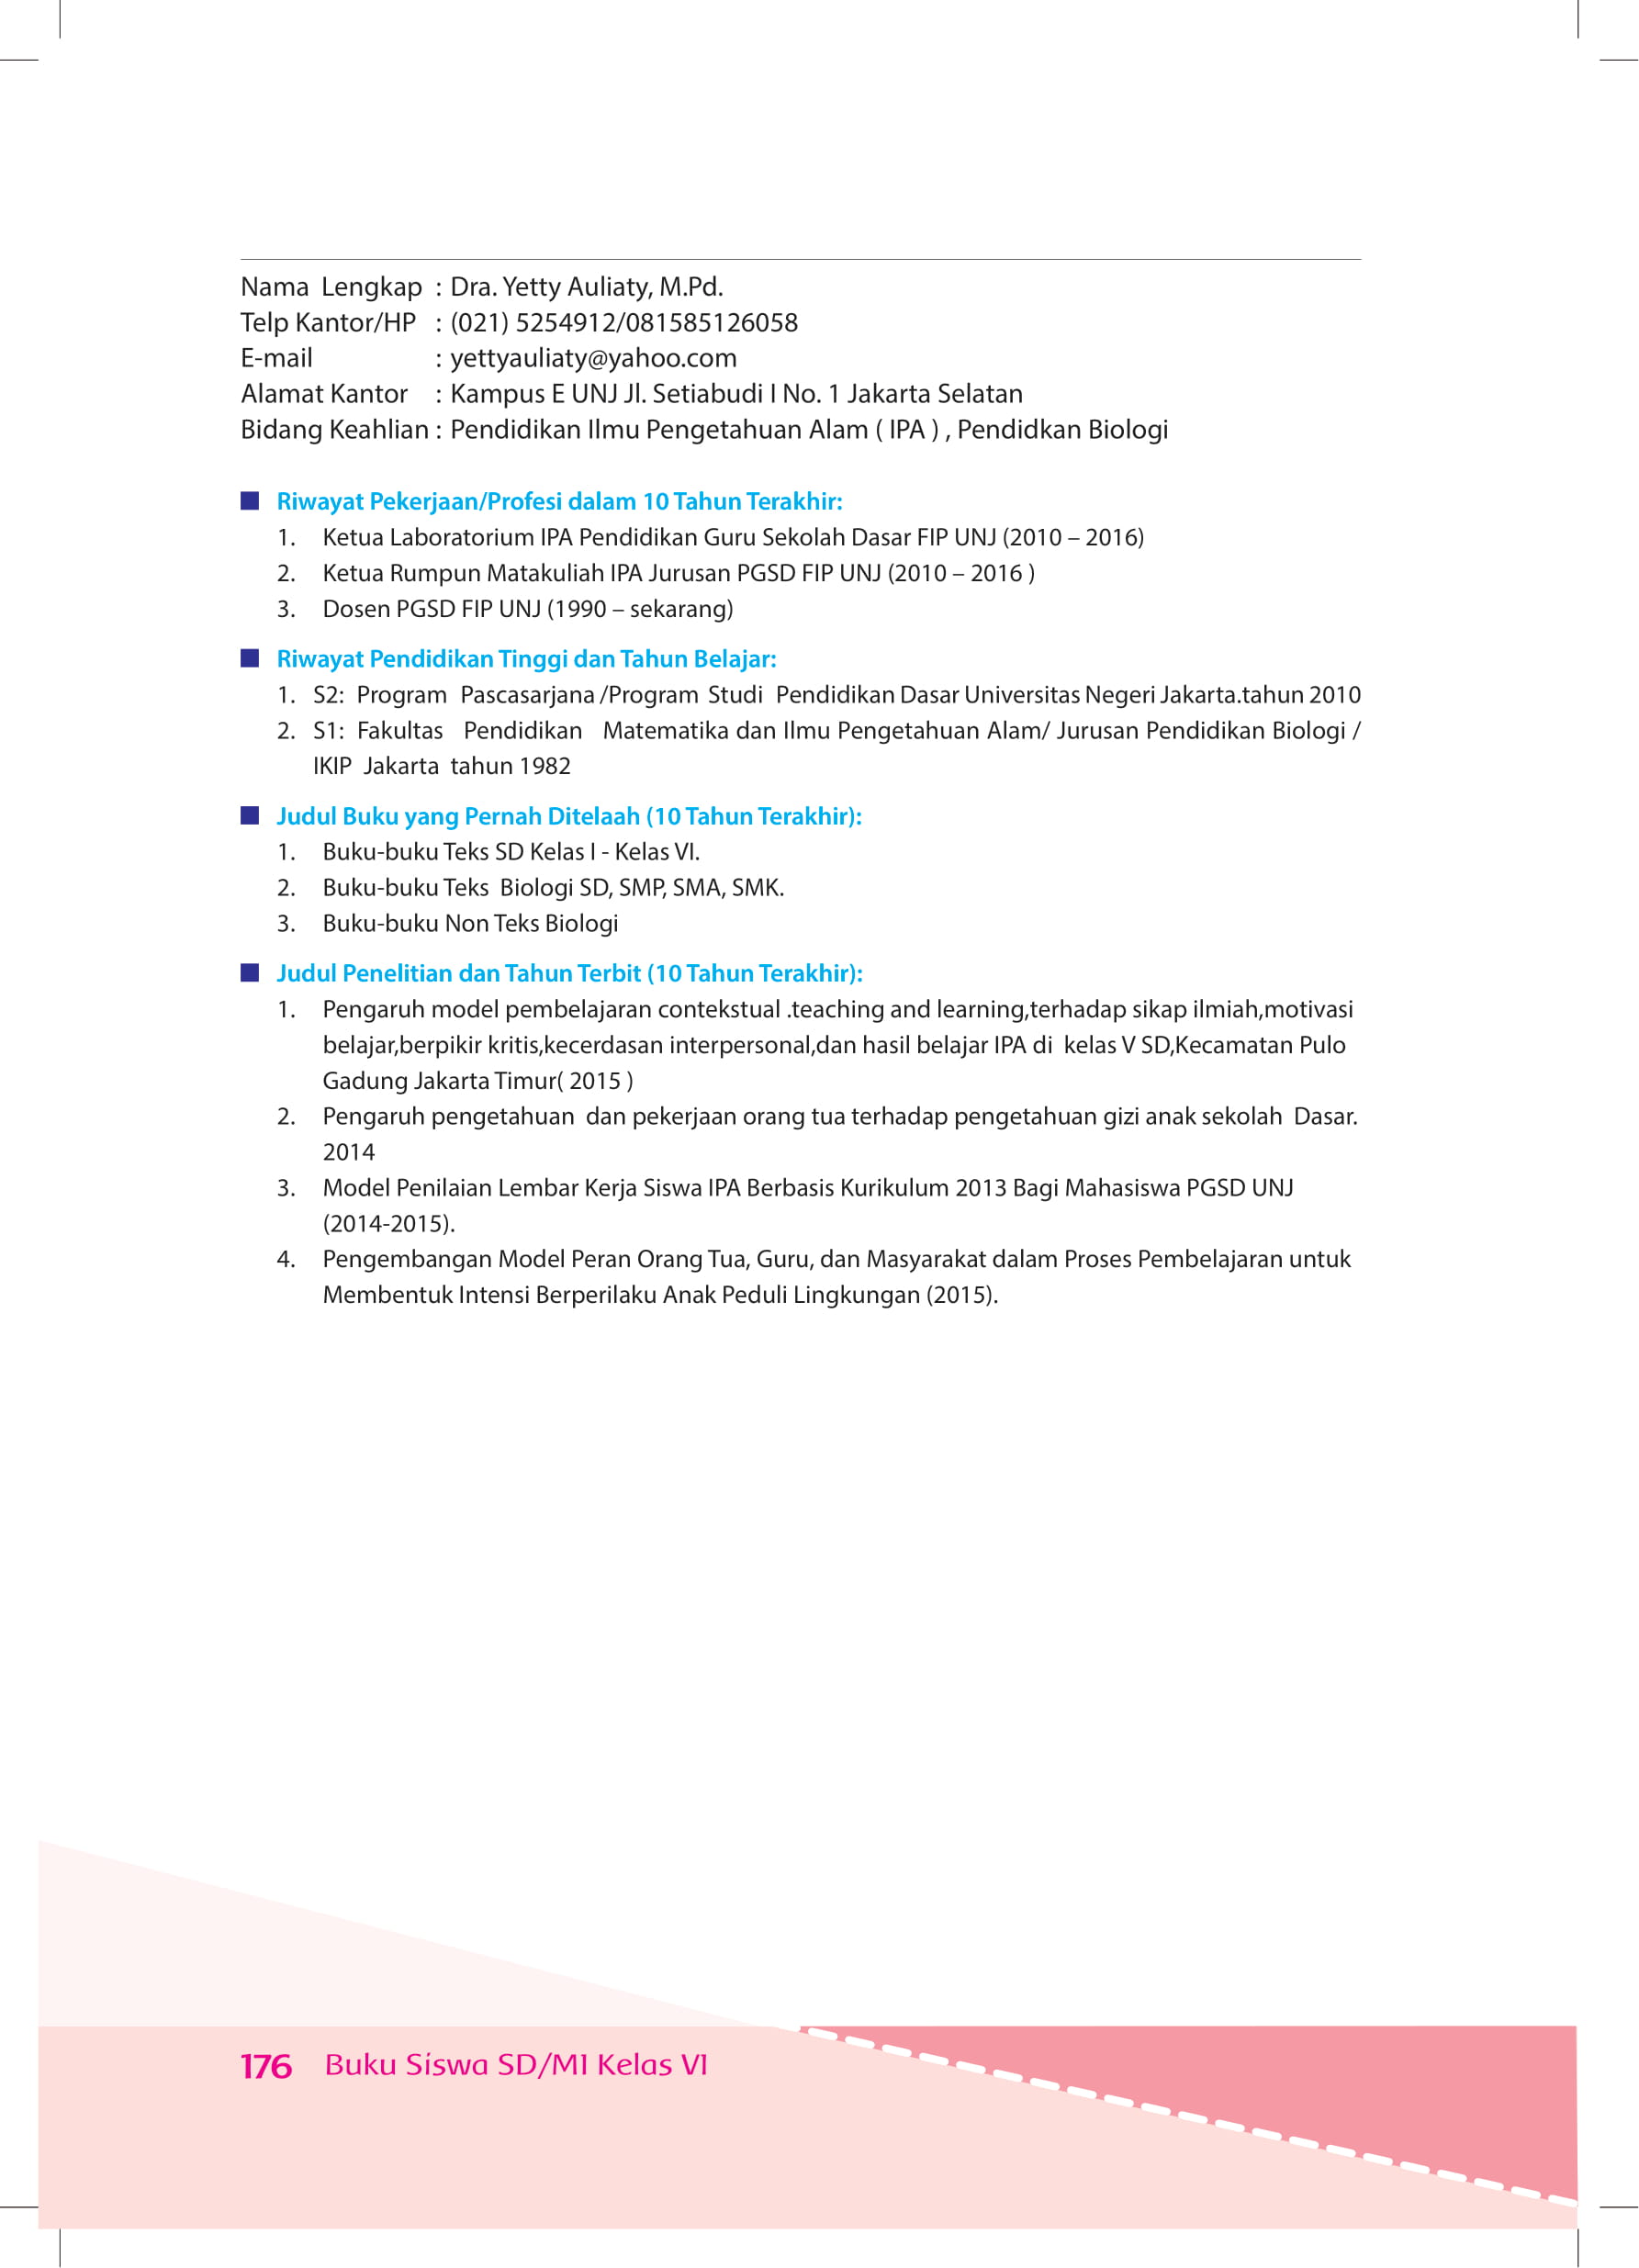 Nama Lengkap : Dra. Yetty Auliaty, M.Pd.
Telp Kantor/HP : (021) 5254912/081585126058
E-mail : yettyauliaty@yahoo.com
Alamat Kantor : Kampus E UNJ Jl. Setiabudi I No. 1 Jakarta Selatan
Bidang Keahlian : Pendidikan Ilmu Pengetahuan Alam ( IPA ) , Pendidkan Biologi
Riwayat Pekerjaan/Profesi dalam 10 Tahun Terakhir:
1. Ketua Laboratorium IPA Pendidikan Guru Sekolah Dasar FIP UNJ (2010 – 2016)
2. Ketua Rumpun Matakuliah IPA Jurusan PGSD FIP UNJ (2010 – 2016 )
3. Dosen PGSD FIP UNJ (1990 – sekarang)
Riwayat Pendidikan Tinggi dan Tahun Belajar:
1. S2: Program Pascasarjana /Program Studi Pendidikan Dasar Universitas Negeri Jakarta.tahun 2010
2. S1: Fakultas Pendidikan Matematika dan Ilmu Pengetahuan Alam/ Jurusan Pendidikan Biologi /
IKIP Jakarta tahun 1982
Judul Buku yang Pernah Ditelaah (10 Tahun Terakhir):
1. Buku-buku Teks SD Kelas I - Kelas VI.
2. Buku-buku Teks Biologi SD, SMP, SMA, SMK.
3. Buku-buku Non Teks Biologi
Judul Penelitian dan Tahun Terbit (10 Tahun Terakhir):
1. Pengaruh model pembelajaran contekstual .teaching and learning,terhadap sikap ilmiah,motivasi
belajar,berpikir kritis,kecerdasan interpersonal,dan hasil belajar IPA di kelas V SD,Kecamatan Pulo
Gadung Jakarta Timur( 2015 )
2. Pengaruh pengetahuan dan pekerjaan orang tua terhadap pengetahuan gizi anak sekolah Dasar.
2014
3. Model Penilaian Lembar Kerja Siswa IPA Berbasis Kurikulum 2013 Bagi Mahasiswa PGSD UNJ
(2014-2015).
4. Pengembangan Model Peran Orang Tua, Guru, dan Masyarakat dalam Proses Pembelajaran untuk
Membentuk Intensi Berperilaku Anak Peduli Lingkungan (2015).
176 Buku Siswa SD/MI Kelas VI